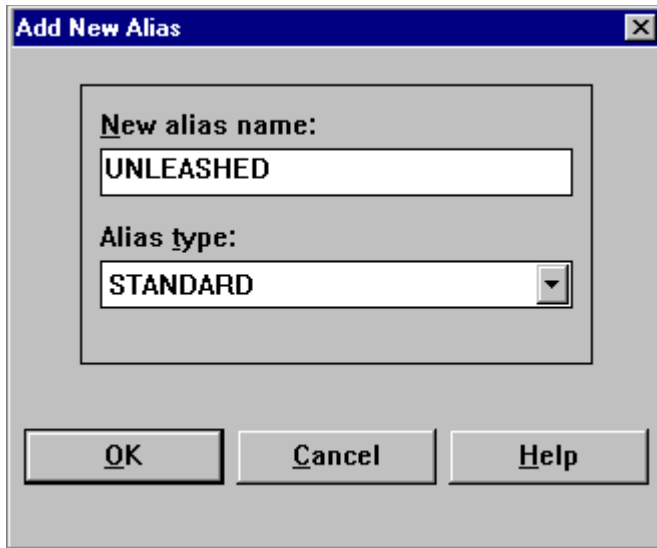 Add New Alias
New alias name:
UNLEASHED
Alias type:
STANDARD
OK Cancel Help